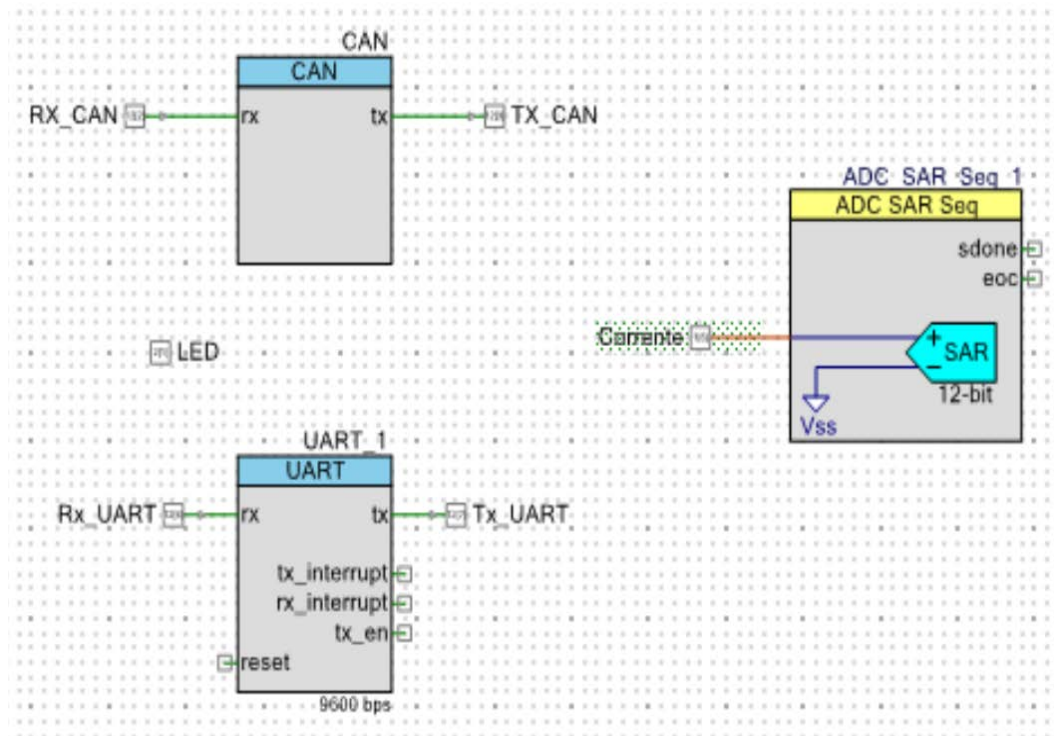 CAN
CAN
RX_CAN rx tx TX_CAN
ADC_SAR_Seq_1
ADC SAR Seq
sdone
eoc
Corrente + SAR
LED
12-bit
Vss
UART_1
UART
Rx_UART rx tx Tx_UART
tx_interrupt
rx_interrupt
tx_en
reset
9600 bps